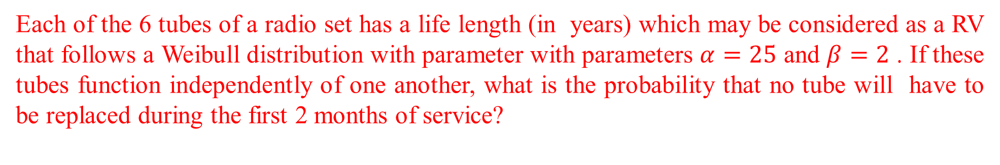 Each of the 6 tubes of a radio set has a life length (in years) which may be considered as a RV
that follows a Weibull distribution with parameter with parameters 𝛼 = 25 and 𝛽 = 2 . If these
tubes function independently of one another, what is the probability that no tube will have to
be replaced during the first 2 months of service?